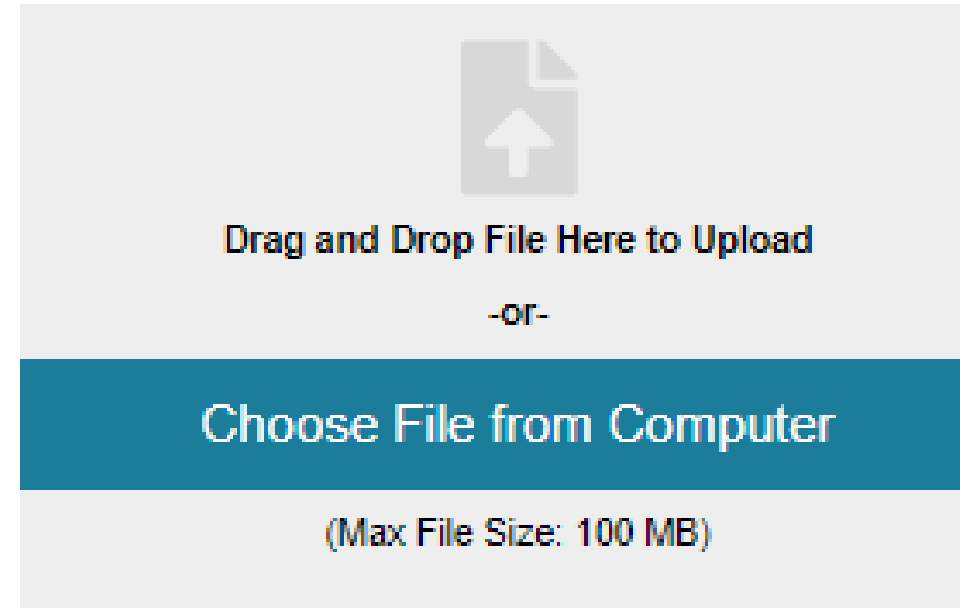 Drag and Drop File Here to Upload
-or-
Choose File from Computer
(Max File Size: 100 MB)